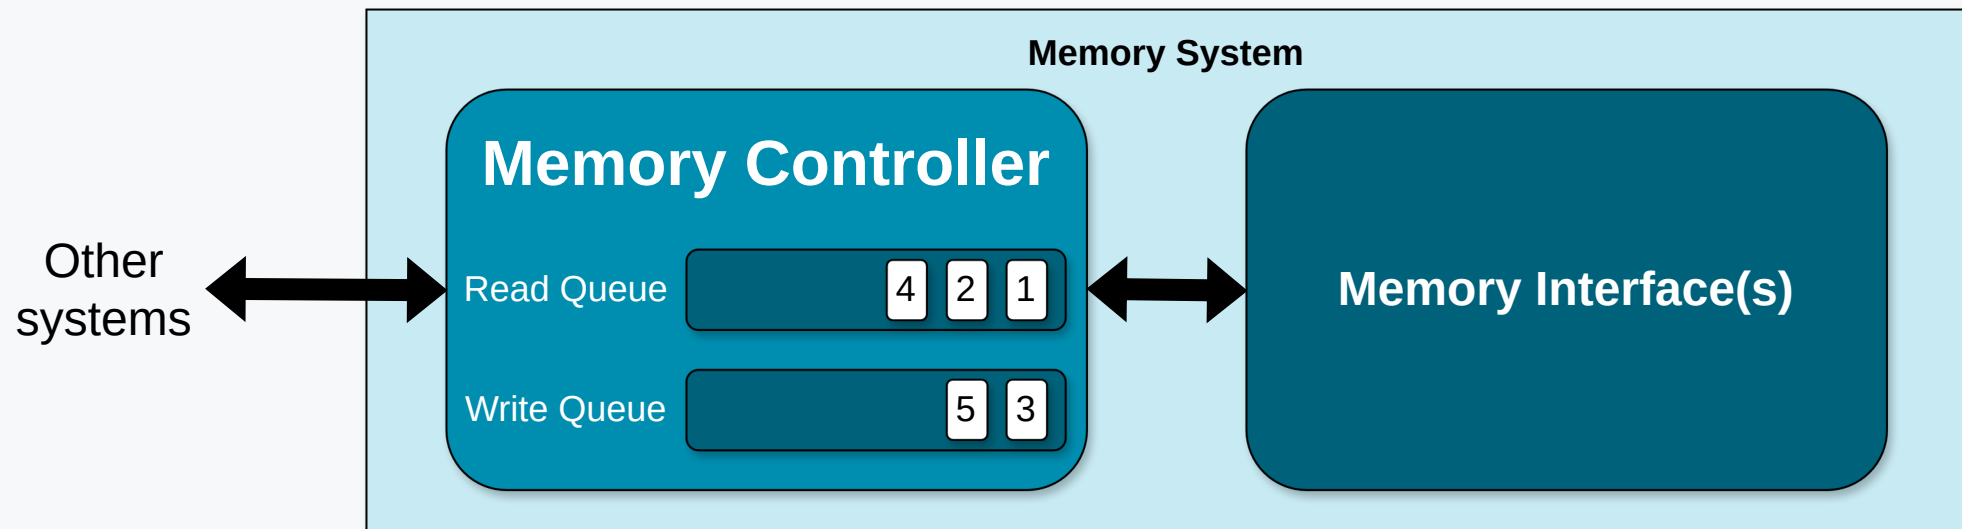 Memory System
Memory Controller
Other
systems
Read Queue 4 2 1
Write Queue 5 3
Memory Interface(s)